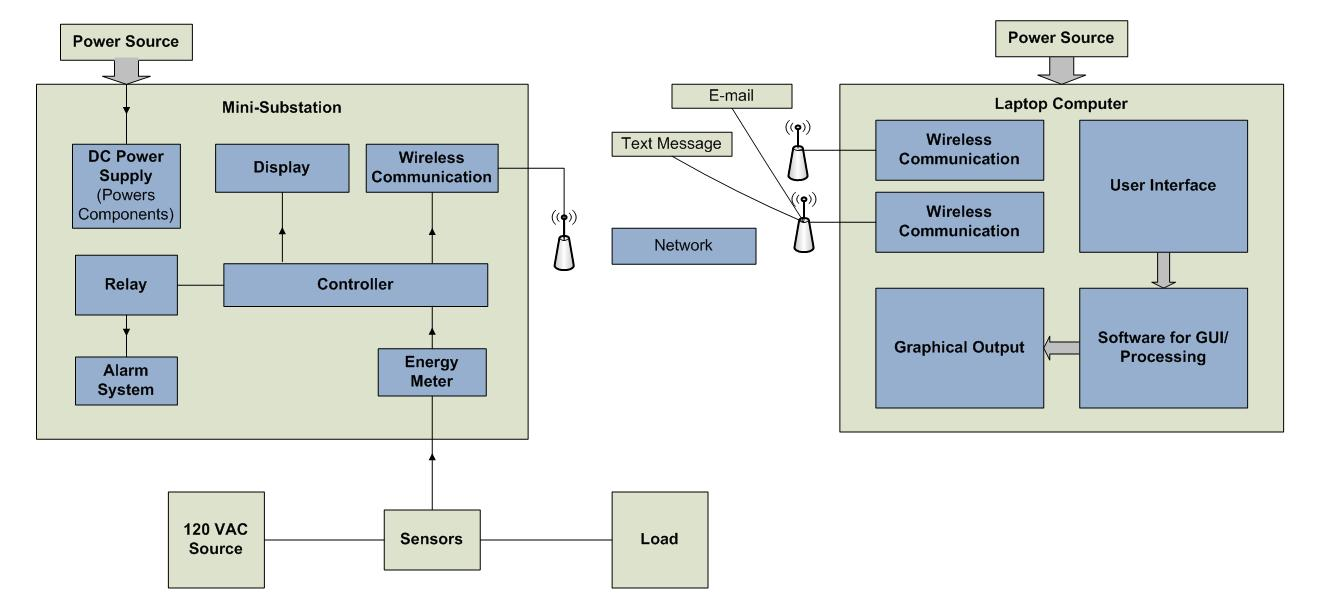 Power Source
Mini-Substation
DC Power
Supply
(Powers
Components)
Display
Wireless
Communication
Relay
Controller
Alarm
System
Energy
Meter
120 VAC
Source
Sensors
Load
E-mail
Text Message
Network
Power Source
Laptop Computer
Wireless
Communication
Wireless
Communication
User Interface
Graphical Output
Software for GUI/
Processing